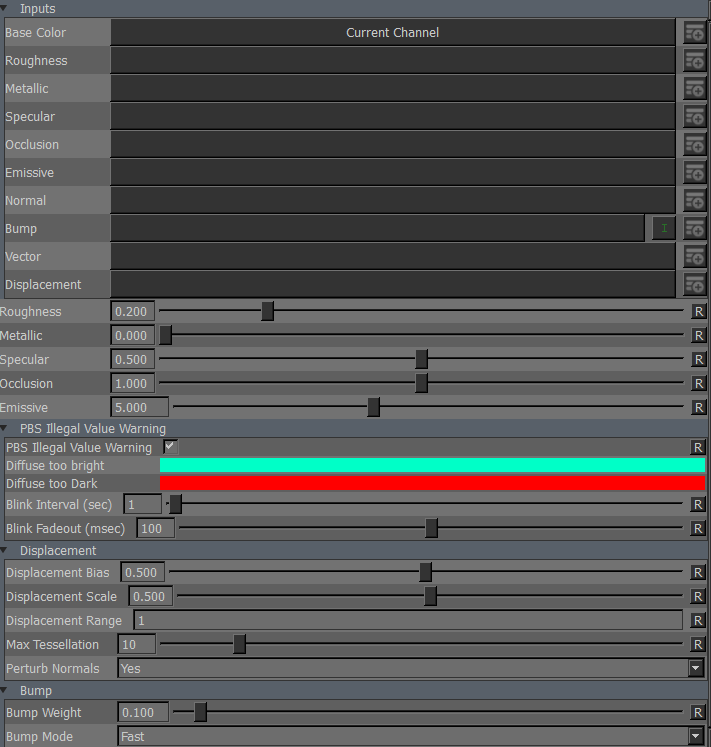 Inputs
Base Color Current Channel
Roughness
Metallic
Specular
Occlusion
Emissive
Normal
Bump I
Vector
Displacement
Roughness 0.200 R
Metallic 0.000 R
Specular 0.500 R
Occlusion 1.000 R
Emissive 5.000 R
PBS Illegal Value Warning
PBS Illegal Value Warning R
Diffuse too bright
Diffuse too Dark
Blink Interval (sec) 1 R
Blink Fadeout (msec) 100 R
Displacement
Displacement Bias 0.500 R
Displacement Scale 0.500 R
Displacement Range 1 R
Max Tessellation 10 R
Perturb Normals Yes
Bump
Bump Weight 0.100 R
Bump Mode Fast